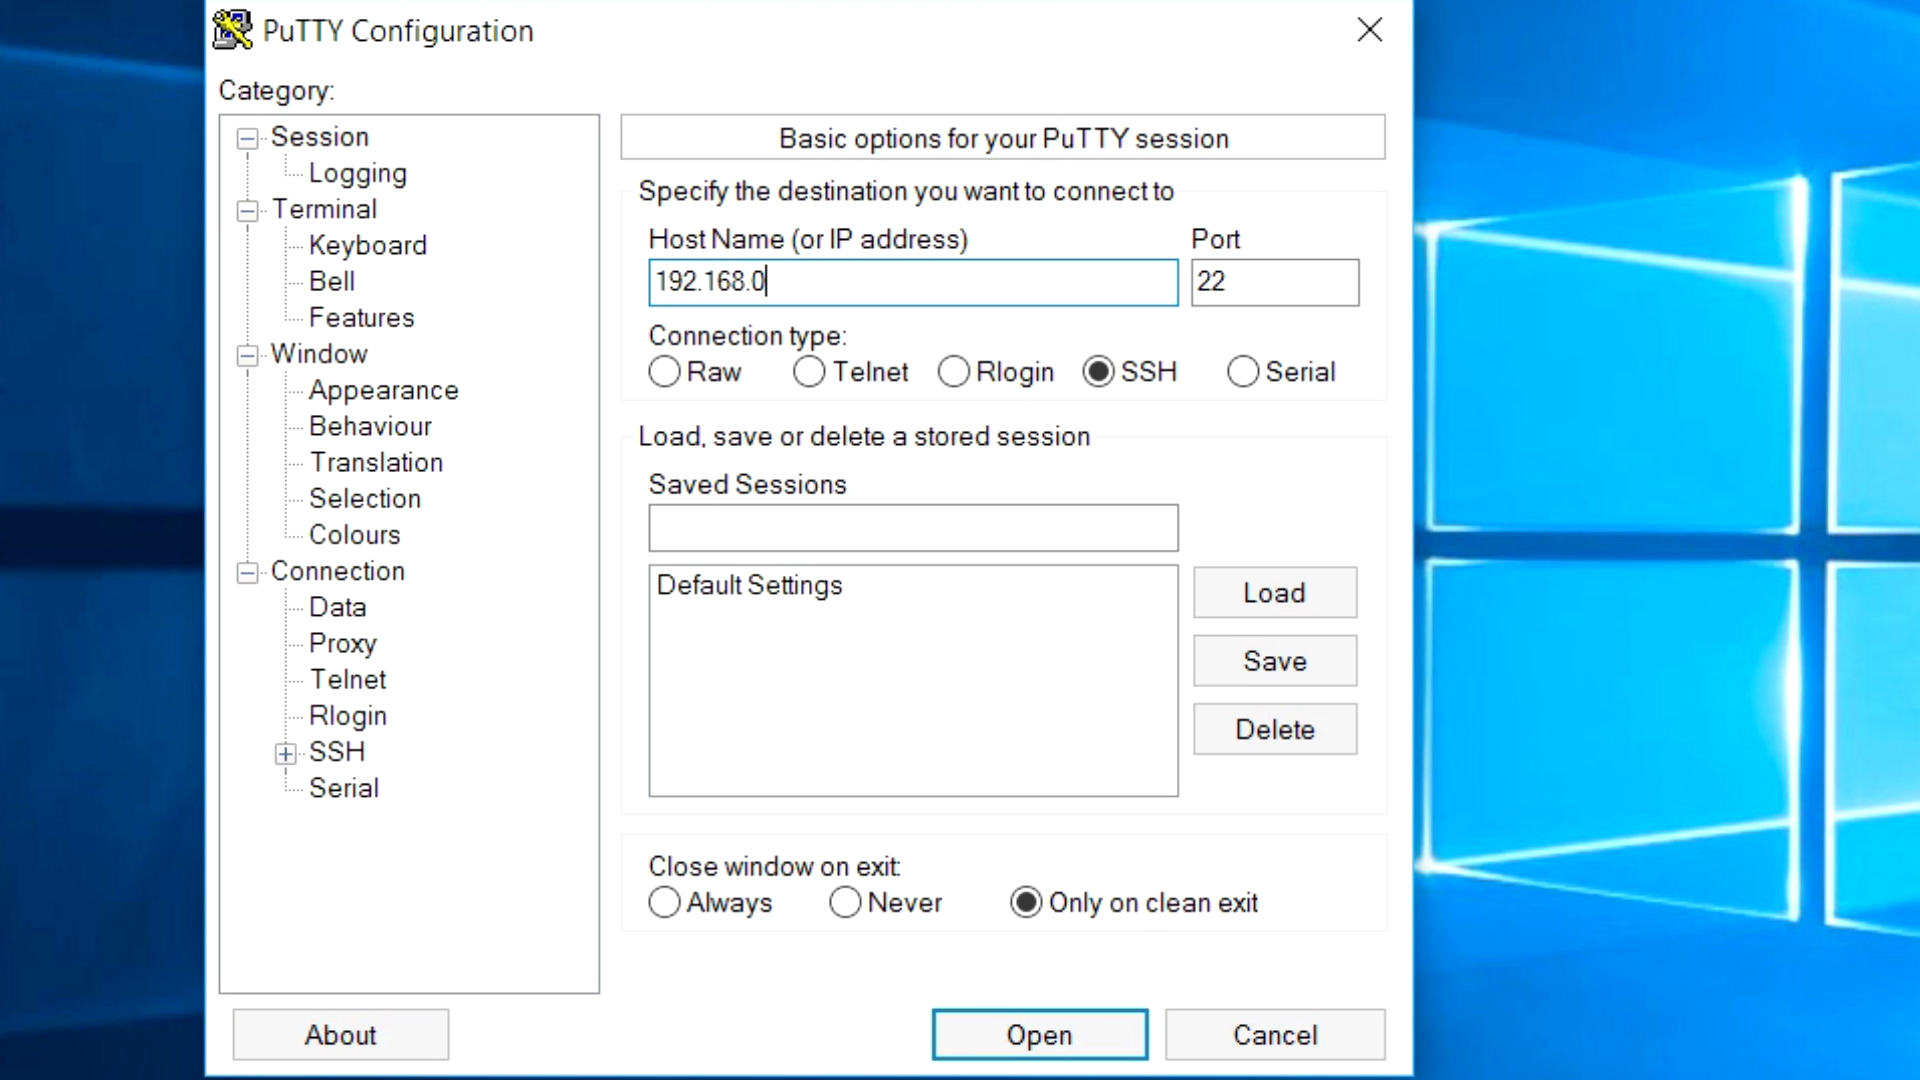 PuTTY Configuration
Category:
Session
Logging
Terminal
Keyboard
Bell
Features
Window
Appearance
Behaviour
Translation
Selection
Colours
Connection
Data
Proxy
Telnet
Rlogin
SSH
Serial
Basic options for your PuTTY session
Specify the destination you want to connect to
Host Name (or IP address) Port
192.168.0 22
Connection type:
Raw Telnet Rlogin SSH Serial
Load, save or delete a stored session
Saved Sessions
Default Settings
Load
Save
Delete
Close window on exit:
Always Never Only on clean exit
About Open Cancel